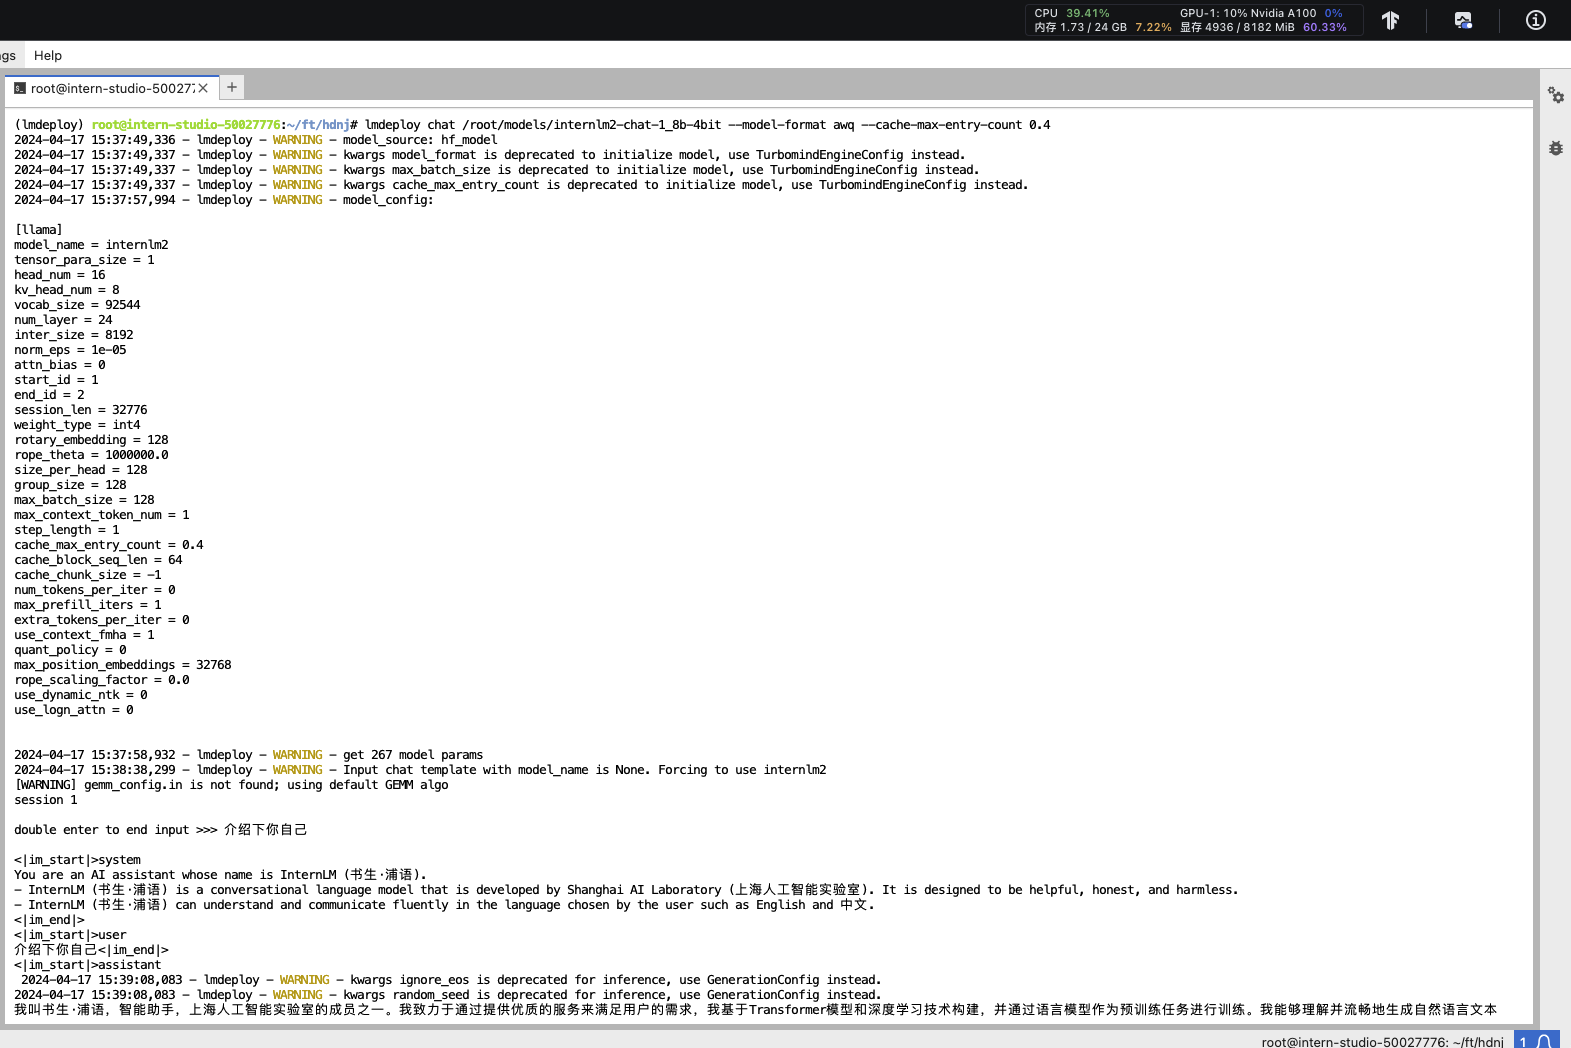 CPU 39.41% GPU-1: 10% Nvidia A100 0%
内存 1.73 / 24 GB 7.22% 显存 4936 / 8182 MiB 60.33%
gs Help
root@intern-studio-50027
(lmdeploy) root@intern-studio-50027776:~/ft/hdnj# lmdeploy chat /root/models/internlm2-chat-1_8b-4bit --model-format awq --cache-max-entry-count 0.4
2024-04-17 15:37:49,336 - lmdeploy - WARNING - model_source: hf_model
2024-04-17 15:37:49,337 - lmdeploy - WARNING - kwargs model_format is deprecated to initialize model, use TurbomindEngineConfig instead.
2024-04-17 15:37:49,337 - lmdeploy - WARNING - kwargs max_batch_size is deprecated to initialize model, use TurbomindEngineConfig instead.
2024-04-17 15:37:49,337 - lmdeploy - WARNING - kwargs cache_max_entry_count is deprecated to initialize model, use TurbomindEngineConfig instead.
2024-04-17 15:37:57,994 - lmdeploy - WARNING - model_config:
[llama]
model_name = internlm2
tensor_para_size = 1
head_num = 16
kv_head_num = 8
vocab_size = 92544
num_layer = 24
inter_size = 8192
norm_eps = 1e-05
attn_bias = 0
start_id = 1
end_id = 2
session_len = 32776
weight_type = int4
rotary_embedding = 128
rope_theta = 1000000.0
size_per_head = 128
group_size = 128
max_batch_size = 128
max_context_token_num = 1
step_length = 1
cache_max_entry_count = 0.4
cache_block_seq_len = 64
cache_chunk_size = -1
num_tokens_per_iter = 0
max_prefill_iters = 1
extra_tokens_per_iter = 0
use_context_fmha = 1
quant_policy = 0
max_position_embeddings = 32768
rope_scaling_factor = 0.0
use_dynamic_ntk = 0
use_logn_attn = 0
2024-04-17 15:37:58,932 - lmdeploy - WARNING - get 267 model params
2024-04-17 15:38:38,299 - lmdeploy - WARNING - Input chat template with model_name is None. Forcing to use internlm2
[WARNING] gemm_config.in is not found; using default GEMM algo
session 1
double enter to end input >>> 介绍下你自己
<|im_start|>system
You are an AI assistant whose name is InternLM (书生·浦语).
- InternLM (书生·浦语) is a conversational language model that is developed by Shanghai AI Laboratory (上海人工智能实验室). It is designed to be helpful, honest, and harmless.
- InternLM (书生·浦语) can understand and communicate fluently in the language chosen by the user such as English and 中文.
<|im_end|>
<|im_start|>user
介绍下你自己<|im_end|>
<|im_start|>assistant
2024-04-17 15:39:08,083 - lmdeploy - WARNING - kwargs ignore_eos is deprecated for inference, use GenerationConfig instead.
2024-04-17 15:39:08,083 - lmdeploy - WARNING - kwargs random_seed is deprecated for inference, use GenerationConfig instead.
我叫书生·浦语，智能助手，上海人工智能实验室的成员之一。我致力于通过提供优质的服务来满足用户的需求，我基于Transformer模型和深度学习技术构建，并通过语言模型作为预训练任务进行训练。我能够理解并流畅地生成自然语言文本
root@intern-studio-50027776: ~/ft/hdnj 1